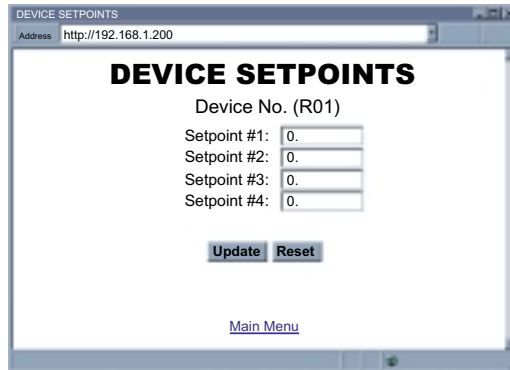 DEVICE SETPOINTS
Address http://192.168.1.200
DEVICE SETPOINTS
Device No. (R01)
Setpoint #1: 0.
Setpoint #2: 0.
Setpoint #3: 0.
Setpoint #4: 0.
Update Reset
Main Menu